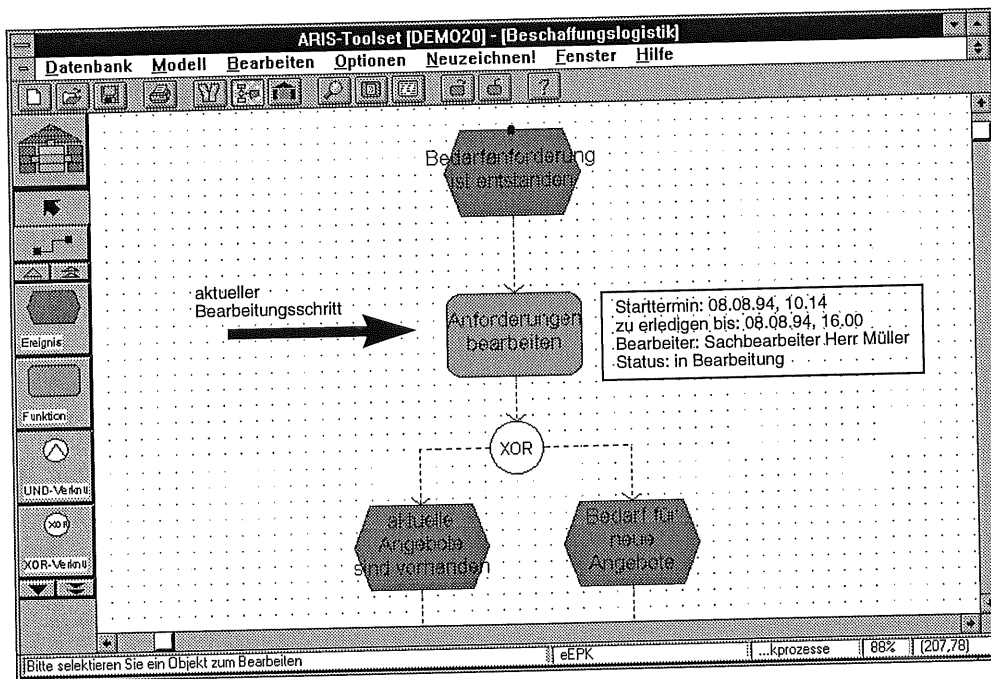 ARIS-Toolset [DEMO20] - [Beschaffungslogistik]
Datenbank Modell Bearbeiten Optionen Neuzeichnen! Fenster Hilfe
?
Bedarfanforderung
ist entstanden
aktueller
Bearbeitungsschritt
Anforderungen
bearbeiten
Starttermin: 08.08.94, 10.14
zu erledigen bis: 08.08.94, 16.00
Bearbeiter: Sachbearbeiter Herr Müller
Status: in Bearbeitung
Ereignis
Funktion
UND-Verknü
XOR
XOR-Verknü
XOR
aktuelle
Angebote
sind vorhanden
Bedarf für
neue
Angebote
Bitte selektieren Sie ein Objekt zum Bearbeiten
eEPK
...kprozesse
88%
(207,78)